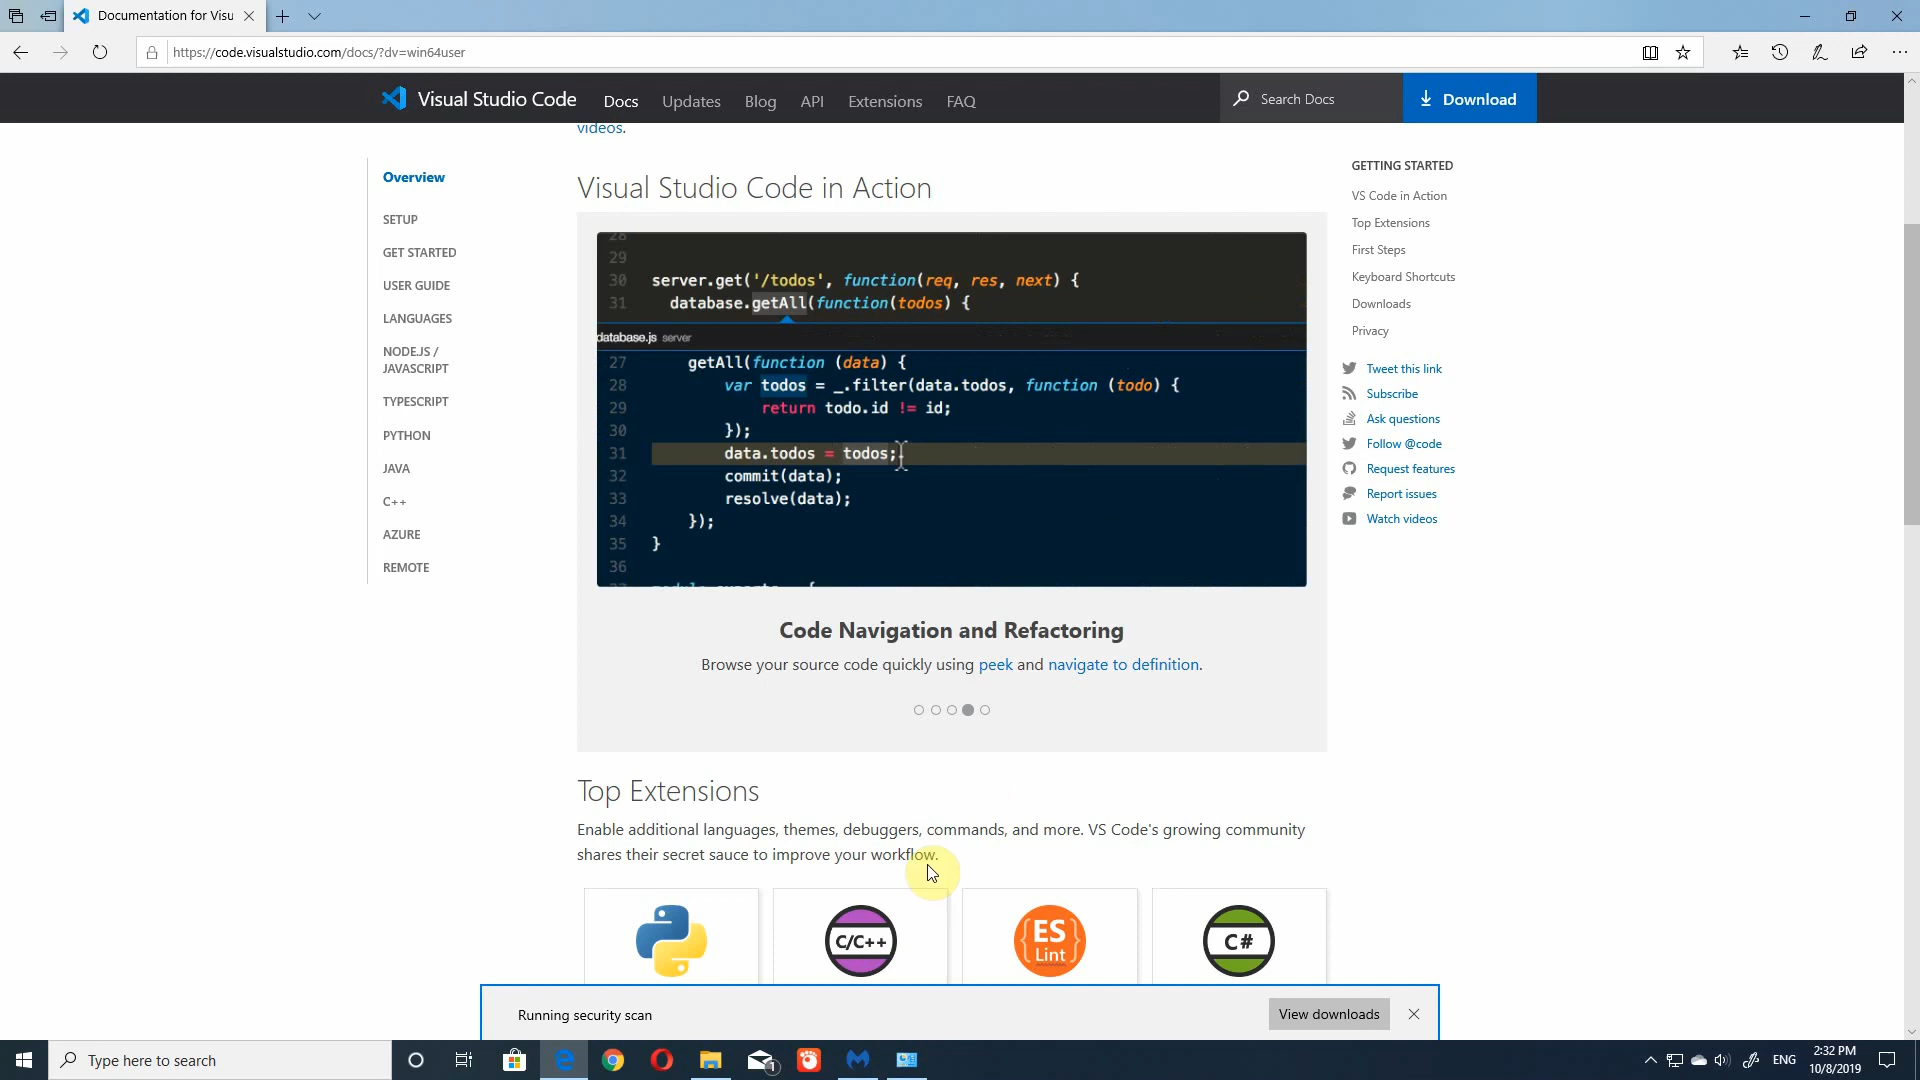 Documentation for Visu
https://code.visualstudio.com/docs/?dv=win64user
Visual Studio Code
Docs
Updates
Blog
API
Extensions
FAQ
Search Docs
Download
videos.
Overview
SETUP
GET STARTED
USER GUIDE
LANGUAGES
NODE.JS /
JAVASCRIPT
TYPESCRIPT
PYTHON
JAVA
C++
AZURE
REMOTE
Visual Studio Code in Action
28
29
30 server.get('/todos', function(req, res, next) {
31 database.getAll(function(todos) {
database.js server
27 getAll(function (data) {
28 var todos = _.filter(data.todos, function (todo) {
29 return todo.id != id;
30 });
31 data.todos = todos;
32 commit(data);
33 resolve(data);
34 });
35 }
36
Code Navigation and Refactoring
Browse your source code quickly using peek and navigate to definition.
Top Extensions
Enable additional languages, themes, debuggers, commands, and more. VS Code's growing community
shares their secret sauce to improve your workflow.
C/C++
ES
Lint
C#
GETTING STARTED
VS Code in Action
Top Extensions
First Steps
Keyboard Shortcuts
Downloads
Privacy
Tweet this link
Subscribe
Ask questions
Follow @code
Request features
Report issues
Watch videos
Running security scan
View downloads
Type here to search
1
ENG
2:32 PM
10/8/2019